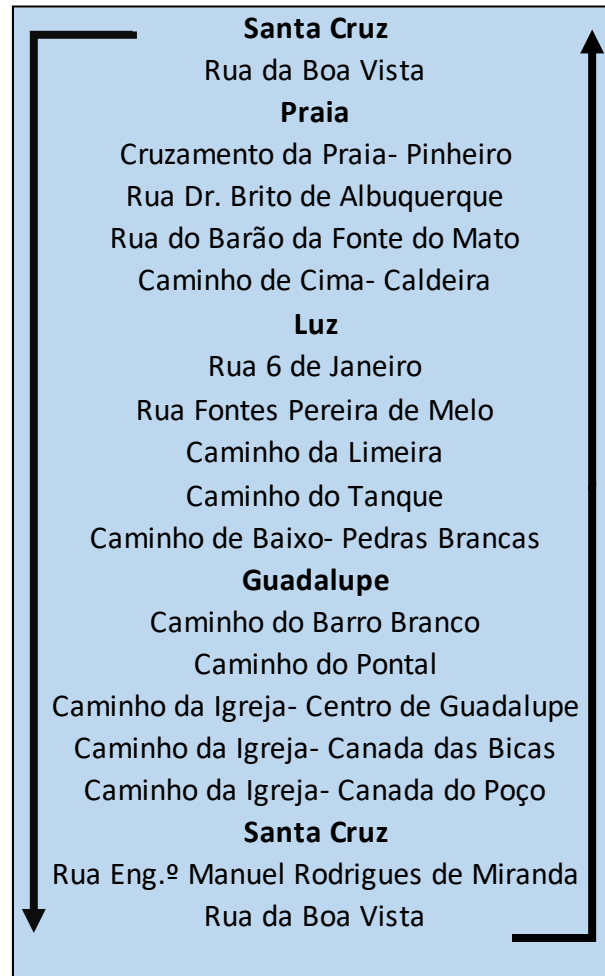 Santa Cruz
Rua da Boa Vista
Praia
Cruzamento da Praia- Pinheiro
Rua Dr. Brito de Albuquerque
Rua do Barão da Fonte do Mato
Caminho de Cima- Caldeira
Luz
Rua 6 de Janeiro
Rua Fontes Pereira de Melo
Caminho da Limeira
Caminho do Tanque
Caminho de Baixo- Pedras Brancas
Guadalupe
Caminho do Barro Branco
Caminho do Pontal
Caminho da Igreja- Centro de Guadalupe
Caminho da Igreja- Canada das Bicas
Caminho da Igreja- Canada do Poço
Santa Cruz
Rua Eng.º Manuel Rodrigues de Miranda
Rua da Boa Vista